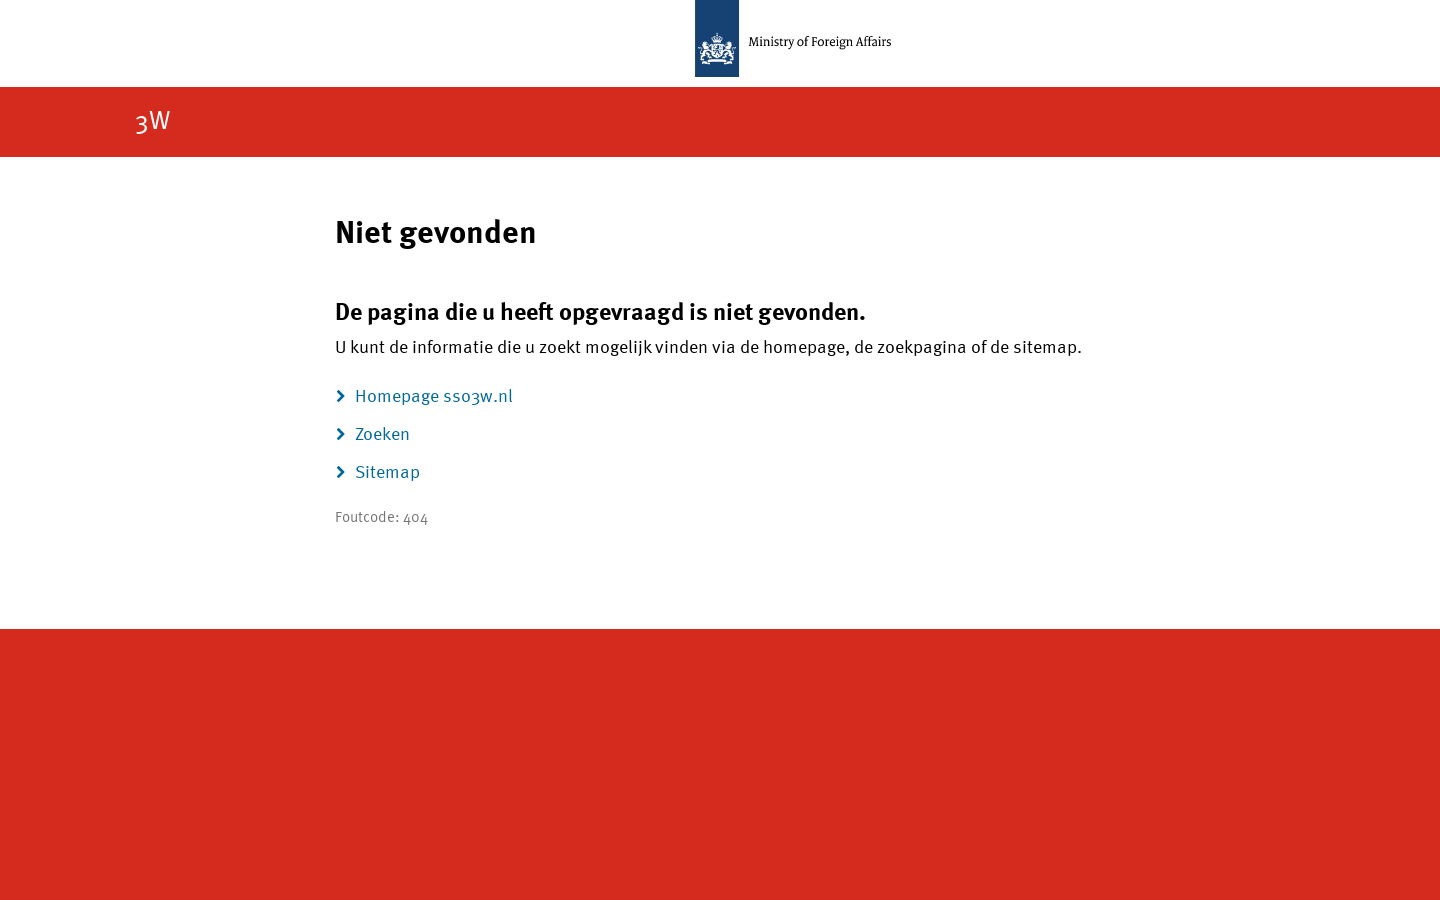 Ministry of Foreign Affairs
3W
Niet gevonden
De pagina die u heeft opgevraagd is niet gevonden.
U kunt de informatie die u zoekt mogelijk vinden via de homepage, de zoekpagina of de sitemap.
Homepage sso3w.nl
Zoeken
Sitemap
Foutcode: 404